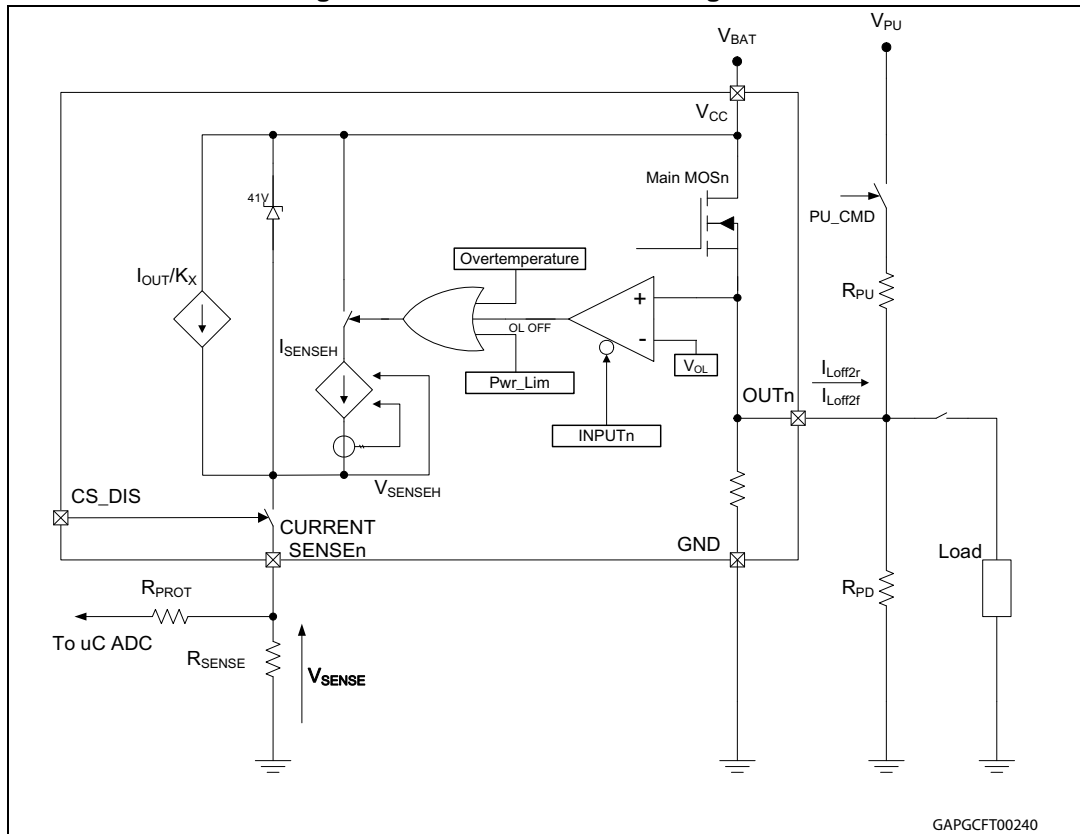 V_PU
V_BAT
V_CC
Main MOSn
41V
PU_CMD
Overtemperature
I_OUT/K_X
R_PU
+
OL OFF
-
I_SENSEH
V_OL
Pwr_Lim
I_Loff2r
OUTn
I_Loff2f
INPUTn
V_SENSEH
CS_DIS
CURRENT
SENSEn
GND
Load
R_PROT
R_PD
To uC ADC
R_SENSE
V_SENSE
GAPGCFT00240